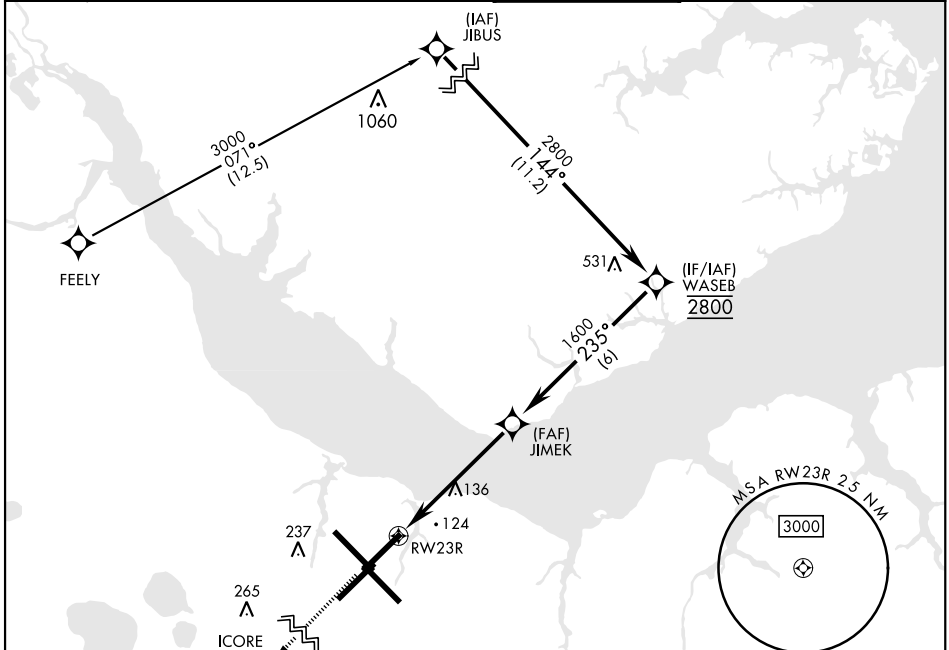 (IAF)
JIBUS
1060
3000
071°
(12.5)
2800
144°
(11.2)
FEELY
531
(IF/IAF)
WASEB
2800
1600
235°
(6)
(FAF)
JIMEK
136
124
237
RW23R
265
ICORE
MSA RW23R 25 NM
3000